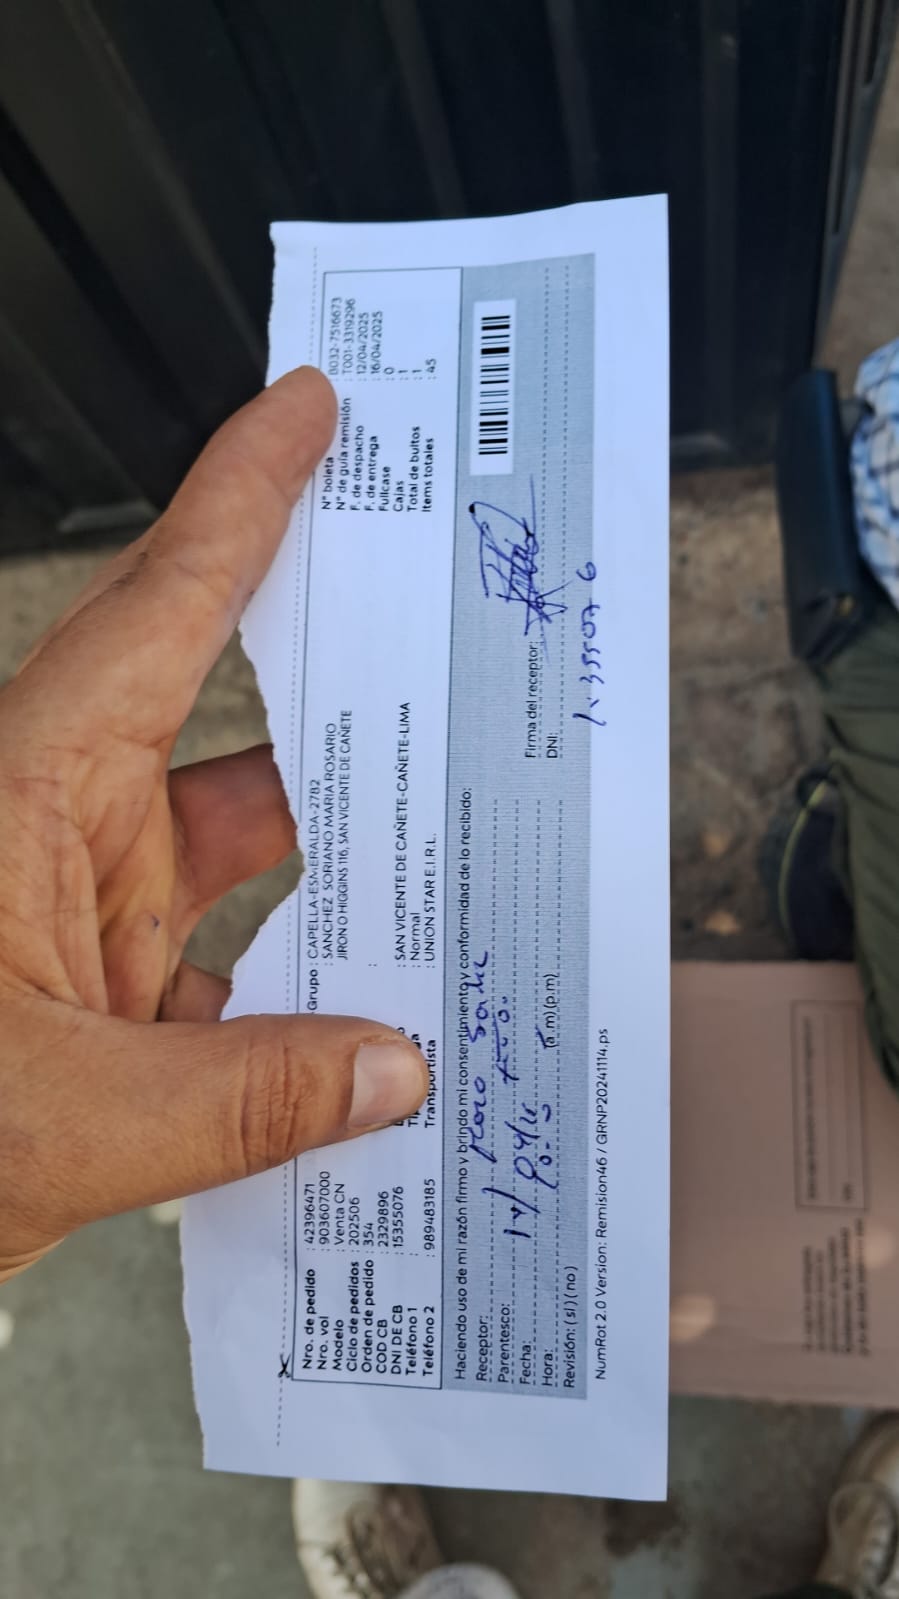 Nro. de pedido : 42396471
Nro. vol : 903607000
Modelo : Venta CN
Ciclo de pedidos : 202506
Orden de pedido : 354
COD CB : 2329896
DNI DE CB : 15355076
Teléfono 1 :
Teléfono 2 : 989483185
Grupo : CAPELLA-ESMERALDA-2782
: SANCHEZ SORIANO MARIA ROSARIO
JIRON O HIGGINS 116, SAN VICENTE DE CAÑETE
:
: SAN VICENTE DE CAÑETE-CAÑETE-LIMA
: Normal
Transportista : UNION STAR E.I.R.L.
N° boleta : B032-7516673
N° de guía remisión : T001-3319296
F. de despacho : 12/04/2025
F. de entrega : 16/04/2025
Fullcase : 0
Cajas : 1
Total de bultos : 1
Items totales : 45
Haciendo uso de mi razón firmo y brindo mi consentimiento y conformidad de lo recibido:
Receptor:
Parentesco:
Fecha:
Hora: (a.m)(p.m)
Revisión: ( sí ) ( no )
Firma del receptor:
DNI:
NumRot 2.0 Version: Remision46 / GRNP20241114.ps